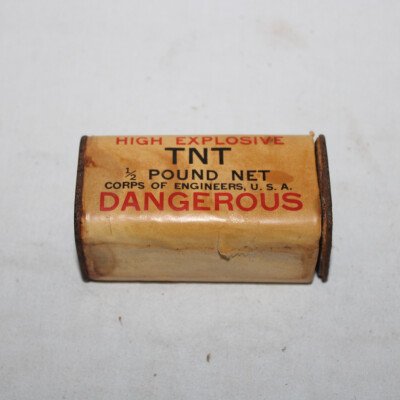 HIGH EXPLOSIVE
TNT
½ POUND NET
CORPS OF ENGINEERS, U. S. A.
DANGEROUS